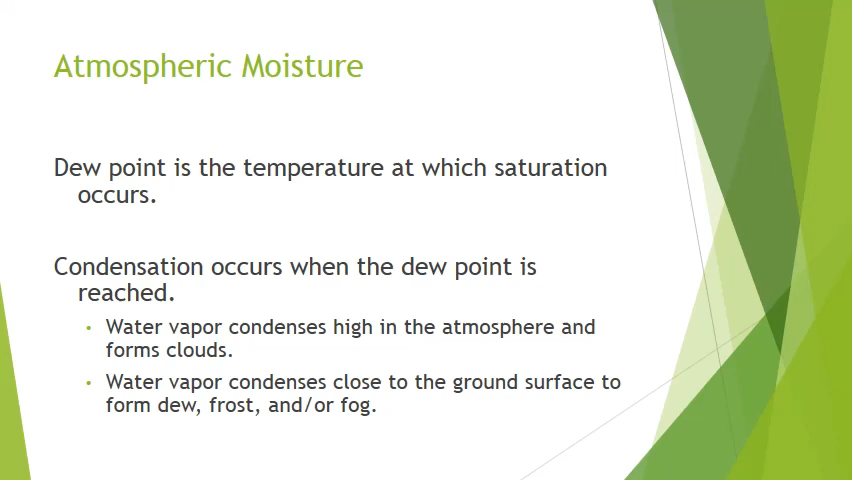 Atmospheric Moisture
Dew point is the temperature at which saturation
occurs.
Condensation occurs when the dew point is
reached.
• Water vapor condenses high in the atmosphere and
forms clouds.
• Water vapor condenses close to the ground surface to
form dew, frost, and/or fog.